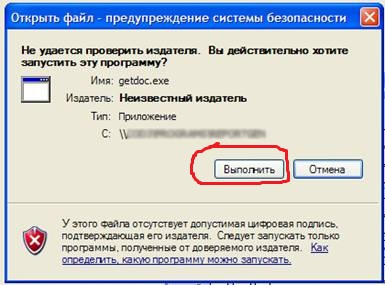 Открыть файл - предупреждение системы безопасности
Не удается проверить издателя. Вы действительно хотите
запустить эту программу?
Имя: getdoc.exe
Издатель: Неизвестный издатель
Тип: Приложение
С: \\
Выполнить Отмена
У этого файла отсутствует допустимая цифровая подпись,
подтверждающая его издателя. Следует запускать только
программы, полученные от доверяемого издателя. Как
определить, какую программу можно запускать.